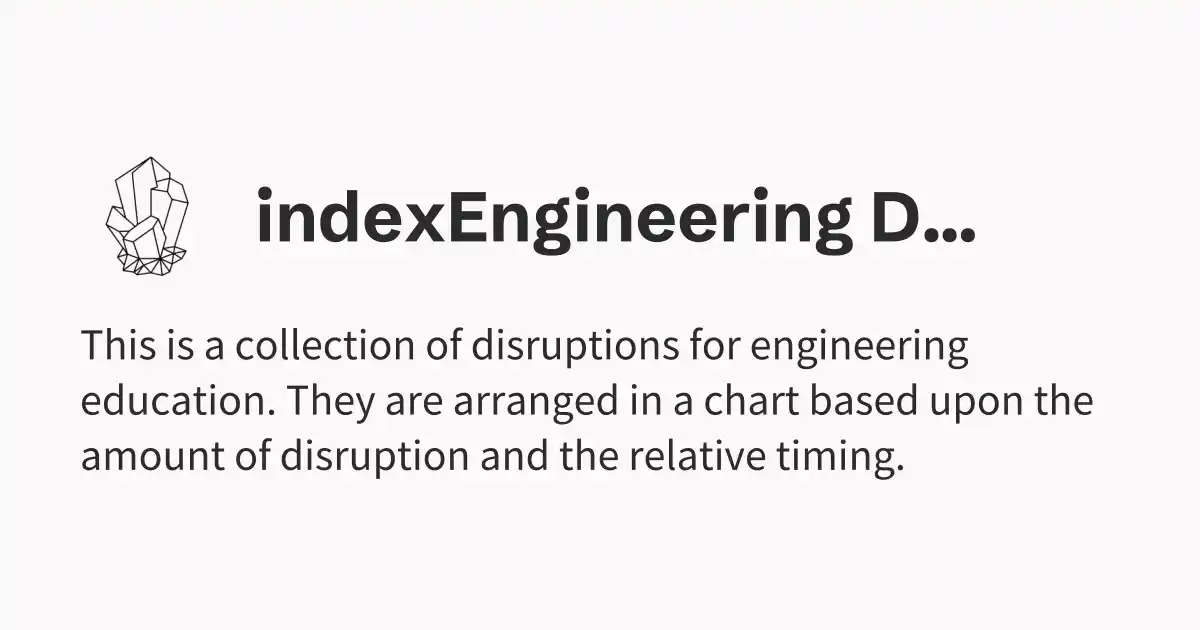 indexEngineering D...
This is a collection of disruptions for engineering
education. They are arranged in a chart based upon the
amount of disruption and the relative timing.